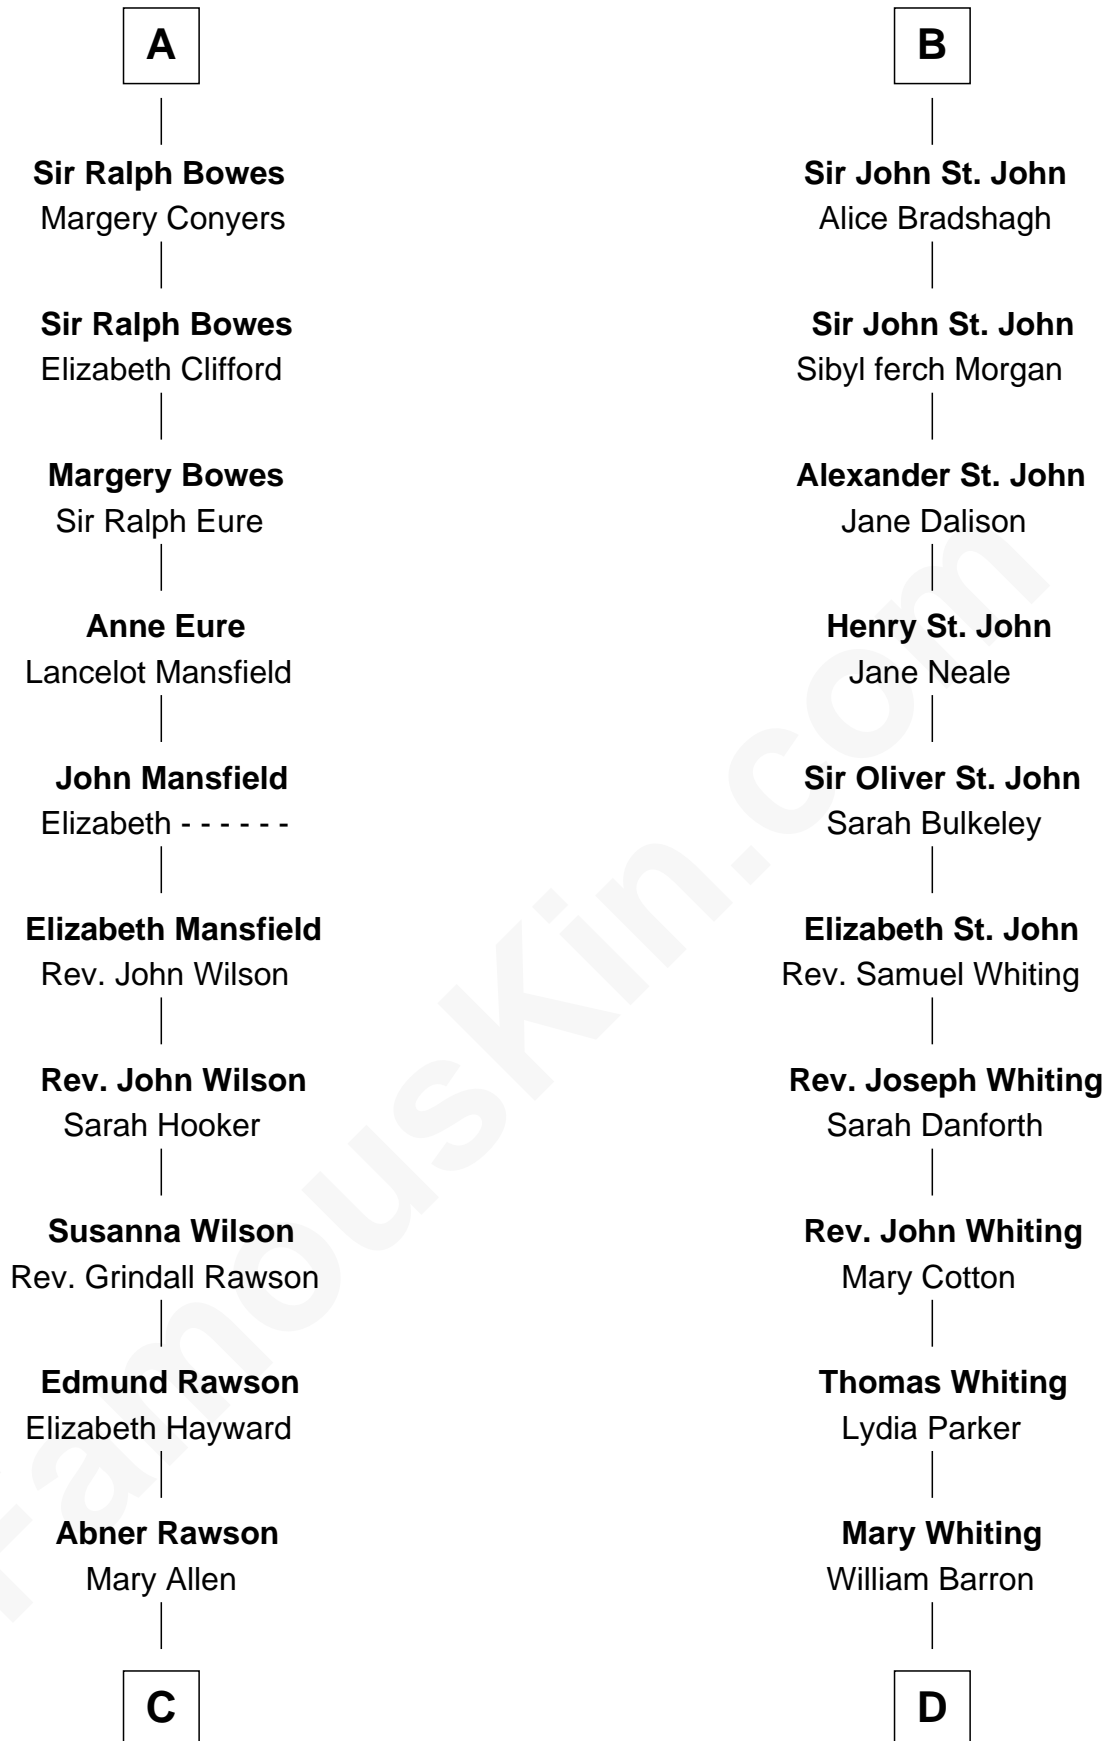 A
Sir Ralph Bowes
Margery Conyers
Sir Ralph Bowes
Elizabeth Clifford
Margery Bowes
Sir Ralph Eure
Anne Eure
Lancelot Mansfield
John Mansfield
Elizabeth - - - - - -
Elizabeth Mansfield
Rev. John Wilson
Rev. John Wilson
Sarah Hooker
Susanna Wilson
Rev. Grindall Rawson
Edmund Rawson
Elizabeth Hayward
Abner Rawson
Mary Allen
C
B
Sir John St. John
Alice Bradshagh
Sir John St. John
Sibyl ferch Morgan
Alexander St. John
Jane Dalison
Henry St. John
Jane Neale
Sir Oliver St. John
Sarah Bulkeley
Elizabeth St. John
Rev. Samuel Whiting
Rev. Joseph Whiting
Sarah Danforth
Rev. John Whiting
Mary Cotton
Thomas Whiting
Lydia Parker
Mary Whiting
William Barron
D
FamousKin.com